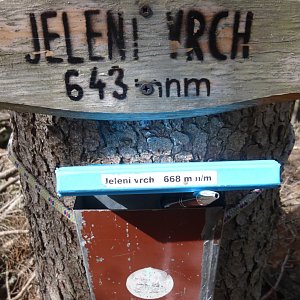 JELENÍ VRCH
643 mnm
Jelení vrch 668 m n/m